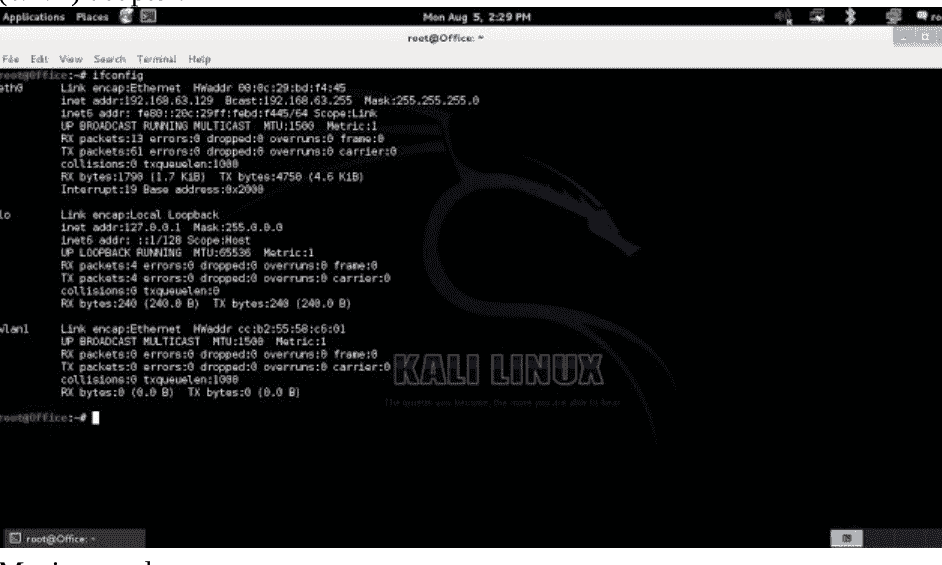 Applications Places Mon Aug 5, 2:29 PM
root@Office: ~
File Edit View Search Terminal Help
root@Office:~# ifconfig
eth0 Link encap:Ethernet HWaddr 00:0c:29:bd:f4:45
inet addr:192.168.63.129 Bcast:192.168.63.255 Mask:255.255.255.0
inet6 addr: fe80::20c:29ff:febd:f445/64 Scope:Link
UP BROADCAST RUNNING MULTICAST MTU:1500 Metric:1
RX packets:13 errors:0 dropped:0 overruns:0 frame:0
TX packets:61 errors:0 dropped:0 overruns:0 carrier:0
collisions:0 txqueuelen:1000
RX bytes:1790 (1.7 KiB) TX bytes:4750 (4.6 KiB)
Interrupt:19 Base address:0x2000
lo Link encap:Local Loopback
inet addr:127.0.0.1 Mask:255.0.0.0
inet6 addr: ::1/128 Scope:Host
UP LOOPBACK RUNNING MTU:65536 Metric:1
RX packets:4 errors:0 dropped:0 overruns:0 frame:0
TX packets:4 errors:0 dropped:0 overruns:0 carrier:0
collisions:0 txqueuelen:0
RX bytes:240 (240.0 B) TX bytes:240 (240.0 B)
wlan1 Link encap:Ethernet HWaddr cc:b2:55:58:c6:01
UP BROADCAST MULTICAST MTU:1500 Metric:1
RX packets:0 errors:0 dropped:0 overruns:0 frame:0
TX packets:0 errors:0 dropped:0 overruns:0 carrier:0
collisions:0 txqueuelen:1000
RX bytes:0 (0.0 B) TX bytes:0 (0.0 B)
KALI LINUX
The quieter you become, the more you are able to hear
root@Office:~#
root@Office: ~